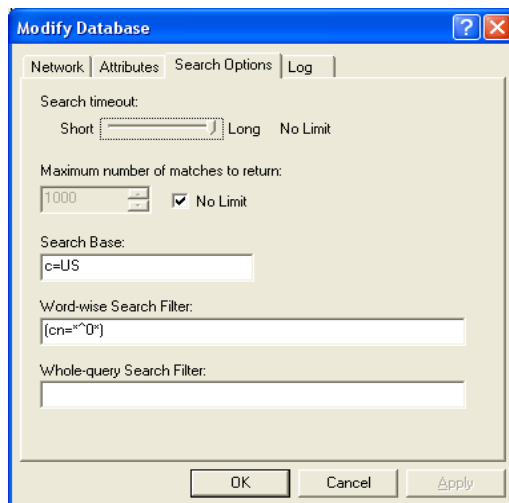 Modify Database
Network Attributes Search Options Log
Search timeout:
Short Long No Limit
Maximum number of matches to return:
1000 No Limit
Search Base:
c=US
Word-wise Search Filter:
(cn=*^0*)
Whole-query Search Filter:
OK Cancel Apply